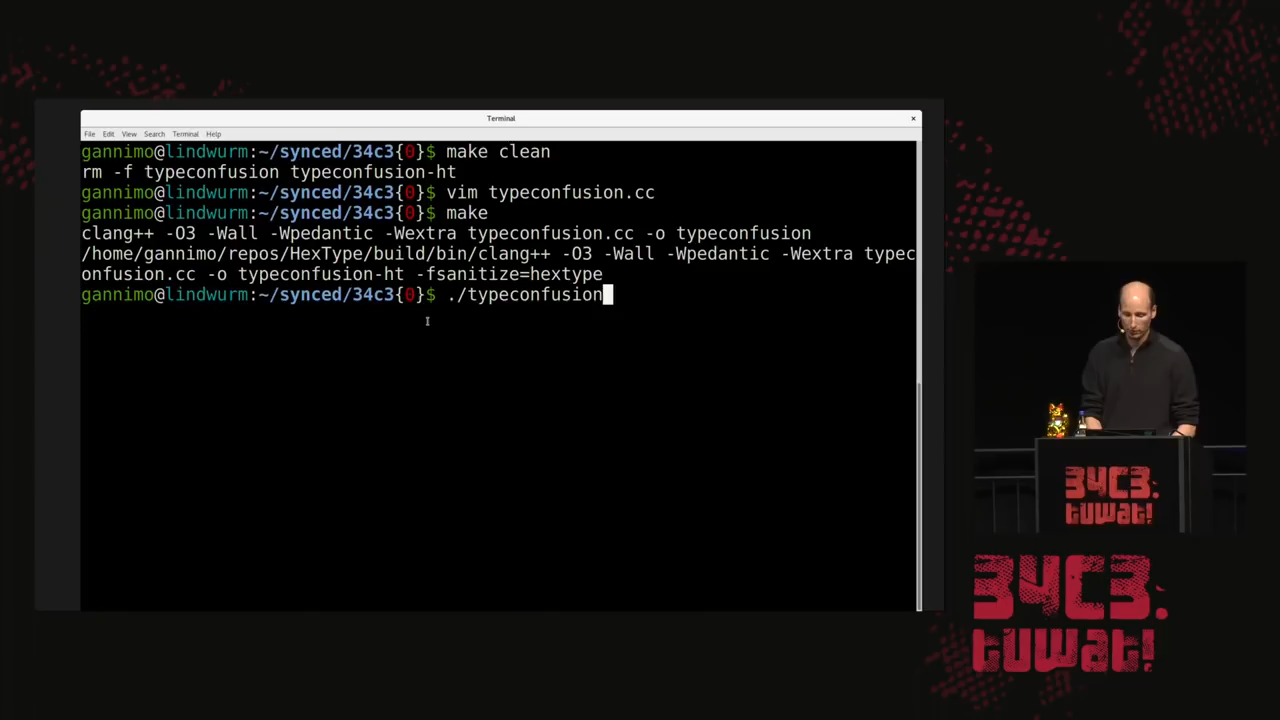 Terminal
×
File Edit View Search Terminal Help
gannimo@lindwurm:~/synced/34c3{0}$ make clean
rm -f typeconfusion typeconfusion-ht
gannimo@lindwurm:~/synced/34c3{0}$ vim typeconfusion.cc
gannimo@lindwurm:~/synced/34c3{0}$ make
clang++ -O3 -Wall -Wpedantic -Wextra typeconfusion.cc -o typeconfusion
/home/gannimo/repos/HexType/build/bin/clang++ -O3 -Wall -Wpedantic -Wextra typec
onfusion.cc -o typeconfusion-ht -fsanitize=hextype
gannimo@lindwurm:~/synced/34c3{0}$ ./typeconfusion
34C3.
tuwat!
34C3.
tuwat!